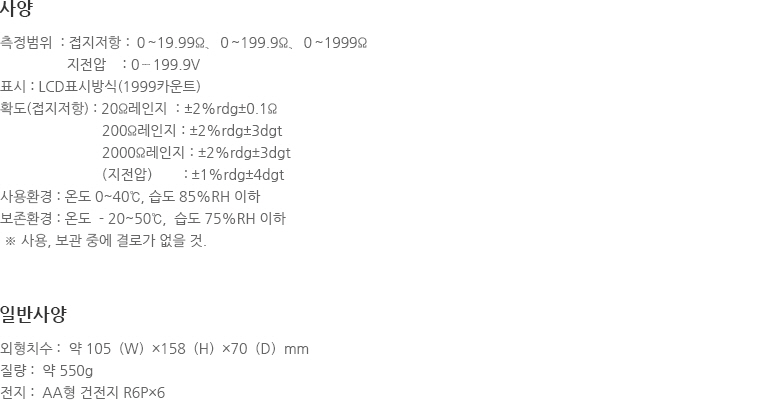 사양
측정범위 : 접지저항 : 0~19.99Ω、0~199.9Ω、0~1999Ω
지전압 : 0…199.9V
표시 : LCD표시방식(1999카운트)
확도(접지저항) : 20Ω레인지 : ±2%rdg±0.1Ω
200Ω레인지 : ±2%rdg±3dgt
2000Ω레인지 : ±2%rdg±3dgt
(지전압) : ±1%rdg±4dgt
사용환경 : 온도 0~40℃, 습도 85%RH 이하
보존환경 : 온도 -20~50℃, 습도 75%RH 이하
※ 사용, 보관 중에 결로가 없을 것.
일반사양
외형치수 : 약 105（W）×158（H）×70（D）mm
질량 : 약 550g
전지 : AA형 건전지 R6P×6